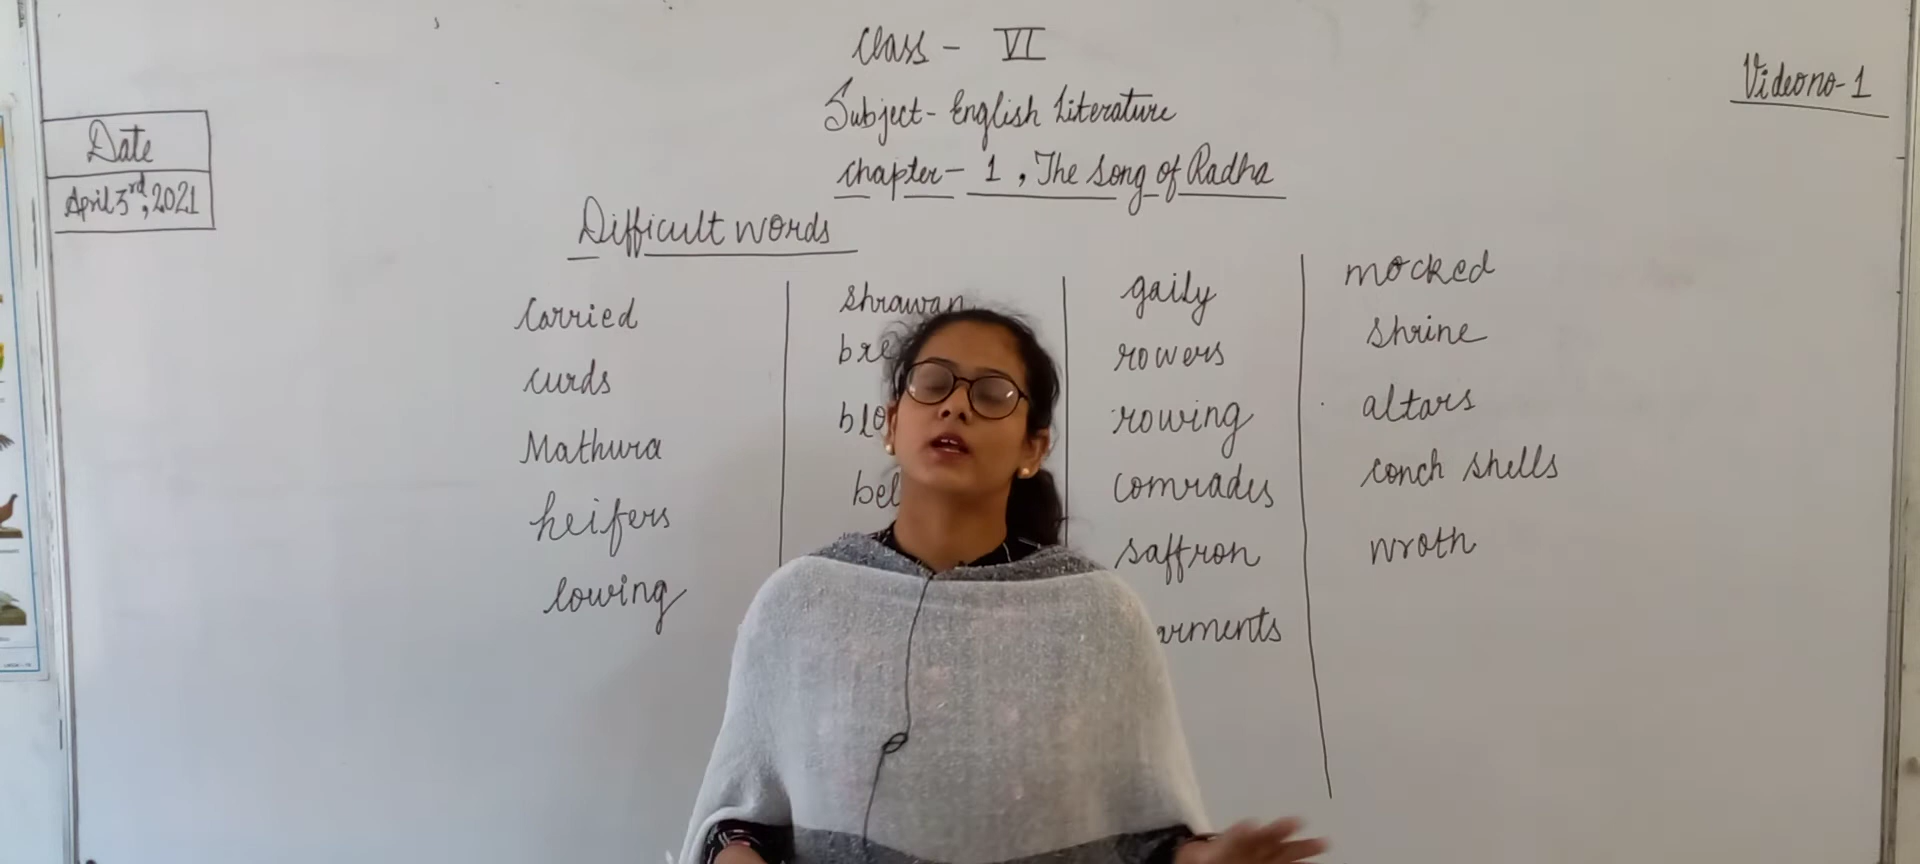 Class - VI
Subject - English Literature
Chapter - 1, The Song of Radha
Video no - 1
Date
April 3rd, 2021
Difficult words
Carried
curds
Mathura
heifers
lowing
Shrawan
gaily
rowers
rowing
comrades
saffron
mocked
Shrine
altars
conch shells
wroth